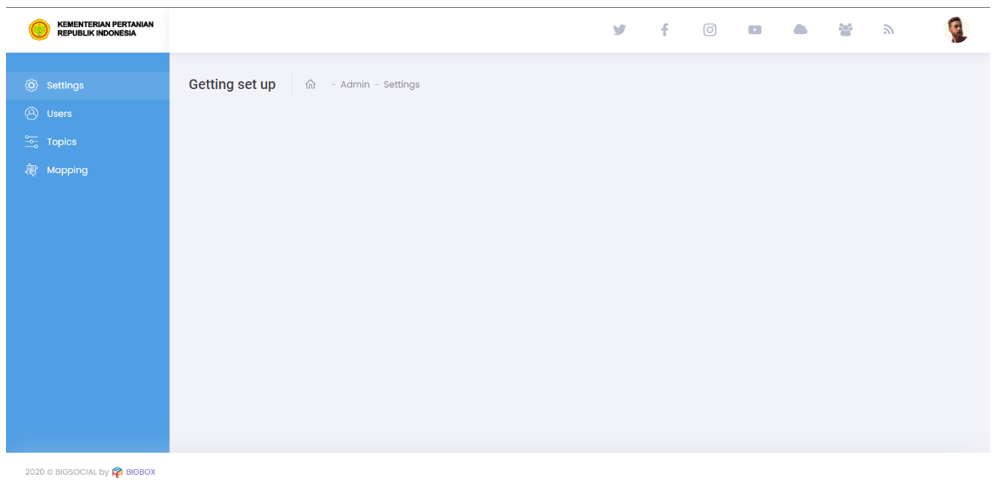 KEMENTERIAN PERTANIAN
REPUBLIK INDONESIA
Settings
Users
Topics
Mapping
Getting set up
- Admin - Settings
2020 © BIGSOCIAL by BIGBOX